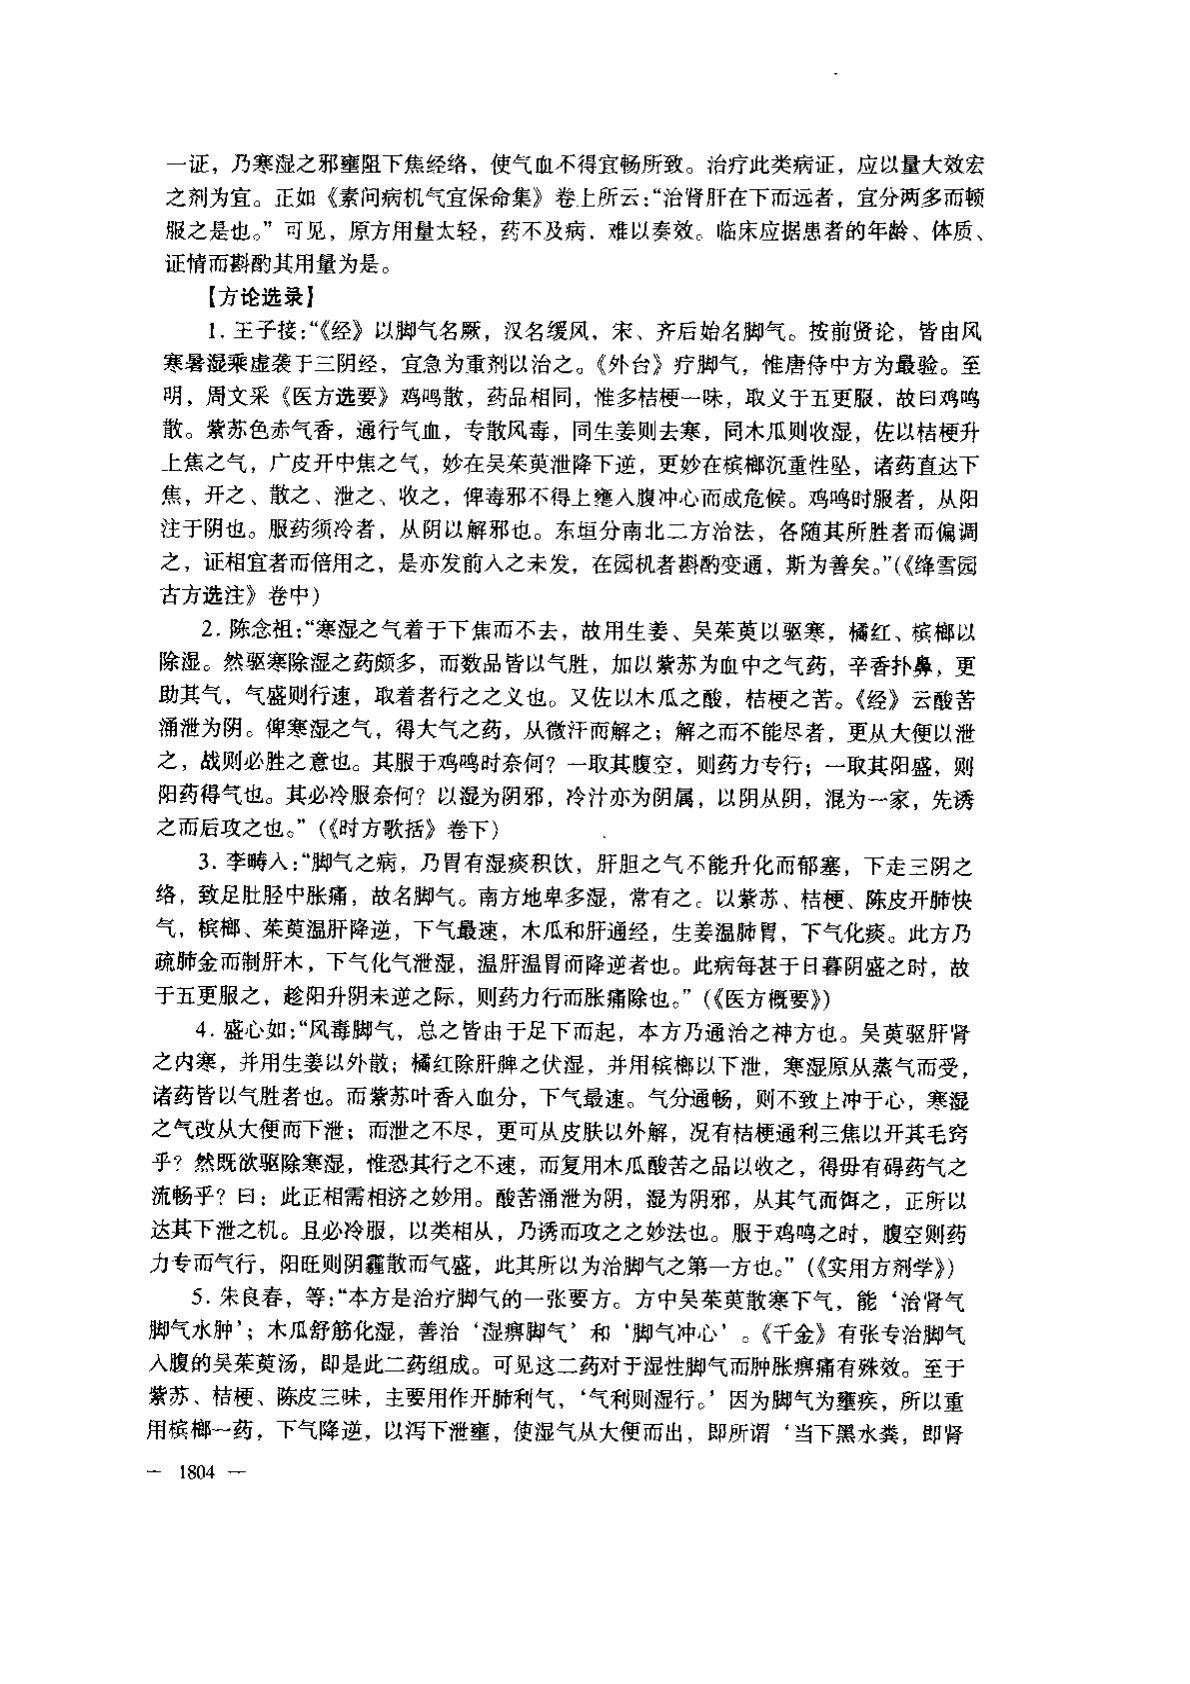 一证，乃寒湿之邪壅阻下焦经络，使气血不得宣畅所致。治疗此类病证，应以量大效宏
之剂为宜。正如《素问病机气宜保命集》卷上所云：“治肾肝在下而远者，宜分两多而顿
服之是也。”可见，原方用量太轻，药不及病，难以奏效。临床应据患者的年龄、体质、
证情而斟酌其用量为是。
【方论选录】
1. 王子接：“《经》以脚气名厥，汉名缓风，宋、齐后始名脚气。按前贤论，皆由风
寒暑湿乘虚袭于三阴经，宜急为重剂以治之。《外台》疗脚气，惟唐侍中方为最验。至
明，周文采《医方选要》鸡鸣散，药品相同，惟多桔梗一味，取义于五更服，故曰鸡鸣
散。紫苏色赤气香，通行气血，专散风毒，同生姜则去寒，同木瓜则收湿，佐以桔梗升
上焦之气，广皮开中焦之气，妙在吴茱萸泄降下逆，更妙在槟榔沉重性坠，诸药直达下
焦，开之、散之、泄之、收之，俾毒邪不得上壅入腹冲心而成危候。鸡鸣时服者，从阳
注于阴也。服药须冷者，从阴以解邪也。东垣分南北二方治法，各随其所胜者而偏调
之，证相宜者而倍用之，是亦发前人之未发，在园机者斟酌变通，斯为善矣。”（《绛雪园
古方选注》卷中）
2. 陈念祖：“寒湿之气着于下焦而不去，故用生姜、吴茱萸以驱寒，橘红、槟榔以
除湿。然驱寒除湿之药颇多，而数品皆以气胜，加以紫苏为血中之气药，辛香扑鼻，更
助其气，气盛则行速，取着者行之之义也。又佐以木瓜之酸，桔梗之苦。《经》云酸苦
涌泄为阴。俾寒湿之气，得大气之药，从微汗而解之；解之而不能尽者，更从大便以泄
之，战则必胜之意也。其服于鸡鸣时奈何？一取其腹空，则药力专行；一取其阳盛，则
阳药得气也。其必冷服奈何？以湿为阴邪，冷汁亦为阴属，以阴从阴，混为一家，先诱
之而后攻之也。”（《时方歌括》卷下）
3. 李畴人：“脚气之病，乃胃有湿痰积饮，肝胆之气不能升化而郁塞，下走三阴之
络，致足肚胫中胀痛，故名脚气。南方地卑多湿，常有之。以紫苏、桔梗、陈皮开肺快
气，槟榔、茱萸温肝降逆，下气最速，木瓜和肝通经，生姜温肺胃，下气化痰。此方乃
疏肺金而制肝木，下气化气泄湿，温肝温胃而降逆者也。此病每甚于日暮阴盛之时，故
于五更服之，趁阳升阴未逆之际，则药力行而胀痛除也。”（《医方概要》）
4. 盛心如：“风毒脚气，总之皆由于足下而起，本方乃通治之神方也。吴萸驱肝肾
之内寒，并用生姜以外散；橘红除肝脾之伏湿，并用槟榔以下泄，寒湿原从蒸气而受，
诸药皆以气胜者也。而紫苏叶香入血分，下气最速。气分通畅，则不致上冲于心，寒湿
之气改从大便而下泄；而泄之不尽，更可从皮肤以外解，况有桔梗通利三焦以开其毛窍
乎？然既欲驱除寒湿，惟恐其行之不速，而复用木瓜酸苦之品以收之，得毋有碍药气之
流畅乎？曰：此正相需相济之妙用。酸苦涌泄为阴，湿为阴邪，从其气而饵之，正所以
达其下泄之机。且必冷服，以类相从，乃诱而攻之之妙法也。服于鸡鸣之时，腹空则药
力专而气行，阳旺则阴霾散而气盛，此其所以为治脚气之第一方也。”（《实用方剂学》）
5. 朱良春，等：“本方是治疗脚气的一张要方。方中吴茱萸散寒下气，能‘治肾气
脚气水肿’；木瓜舒筋化湿，善治‘湿痹脚气’和‘脚气冲心’。《千金》有张专治脚气
入腹的吴茱萸汤，即是此二药组成。可见这二药对于湿性脚气而肿胀痹痛有殊效。至于
紫苏、桔梗、陈皮三味，主要用作开肺利气，‘气利则湿行。’因为脚气为壅疾，所以重
用槟榔一药，下气降逆，以泻下泄壅，使湿气从大便而出，即所谓‘当下黑水粪，即肾
— 1804 —